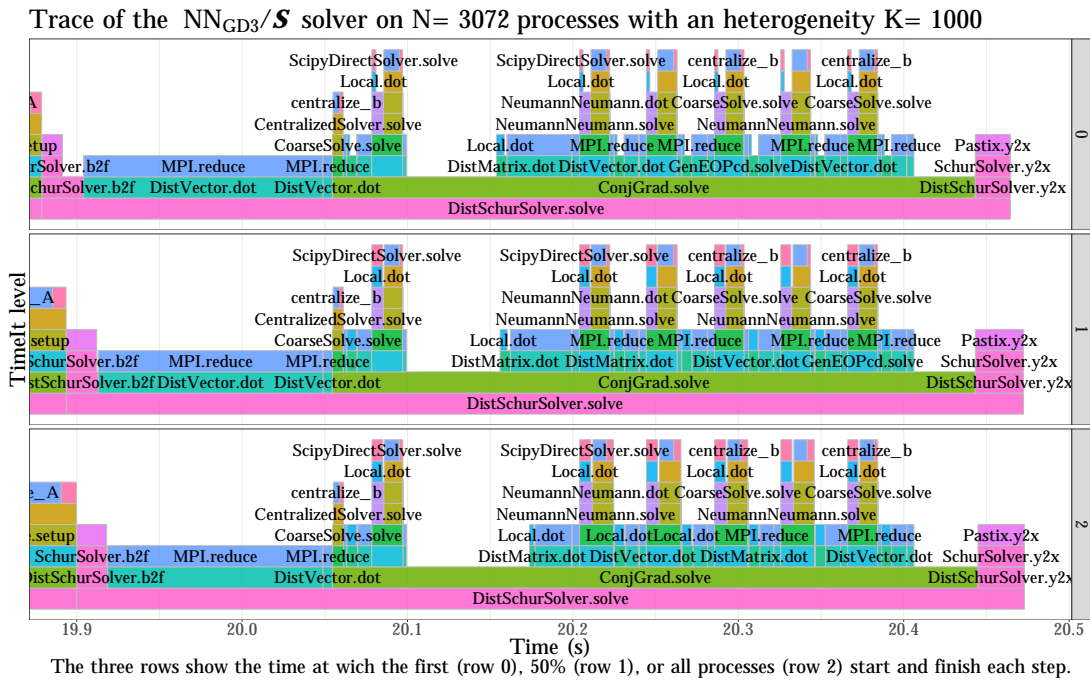 Trace of the NN_GD3/S solver on N= 3072 processes with an heterogeneity K= 1000
ScipyDirectSolver.solve ScipyDirectSolver.solve centralize_b centralize_b
Local.dot Local.dot Local.dot Local.dot
A centralize_b NeumannNeumann.dot CoarseSolve.solve CoarseSolve.solve
CentralizedSolver.solve NeumannNeumann.solve NeumannNeumann.solve
etup CoarseSolve.solve Local.dot MPI.reduce MPI.reduce MPI.reduce MPI.reduce Pastix.y2x
urSolver.b2f MPI.reduce MPI.reduce DistMatrix.dot DistVector.dot GenEOPcd.solve DistVector.dot SchurSolver.y2x
churSolver.b2f DistVector.dot DistVector.dot ConjGrad.solve DistSchurSolver.y2x
DistSchurSolver.solve
0
ScipyDirectSolver.solve ScipyDirectSolver.solve centralize_b centralize_b
Local.dot Local.dot Local.dot Local.dot
_A centralize_b NeumannNeumann.dot CoarseSolve.solve CoarseSolve.solve
CentralizedSolver.solve NeumannNeumann.solve NeumannNeumann.solve
.setup CoarseSolve.solve Local.dot MPI.reduce MPI.reduce MPI.reduce MPI.reduce Pastix.y2x
SchurSolver.b2f MPI.reduce MPI.reduce DistMatrix.dot DistMatrix.dot DistVector.dot GenEOPcd.solve SchurSolver.y2x
stSchurSolver.b2f DistVector.dot DistVector.dot ConjGrad.solve DistSchurSolver.y2x
DistSchurSolver.solve
1
ScipyDirectSolver.solve ScipyDirectSolver.solve centralize_b centralize_b
Local.dot Local.dot Local.dot Local.dot
e_A centralize_b NeumannNeumann.dot CoarseSolve.solve CoarseSolve.solve
CentralizedSolver.solve NeumannNeumann.solve NeumannNeumann.solve
e.setup CoarseSolve.solve Local.dot Local.dot Local.dot MPI.reduce MPI.reduce Pastix.y2x
SchurSolver.b2f MPI.reduce MPI.reduce DistMatrix.dot DistVector.dot DistMatrix.dot DistVector.dot SchurSolver.y2x
DistSchurSolver.b2f DistVector.dot ConjGrad.solve DistSchurSolver.y2x
DistSchurSolver.solve
2
TimeIt level
19.9 20.0 20.1 20.2 20.3 20.4 20.5
Time (s)
The three rows show the time at wich the first (row 0), 50% (row 1), or all processes (row 2) start and finish each step.